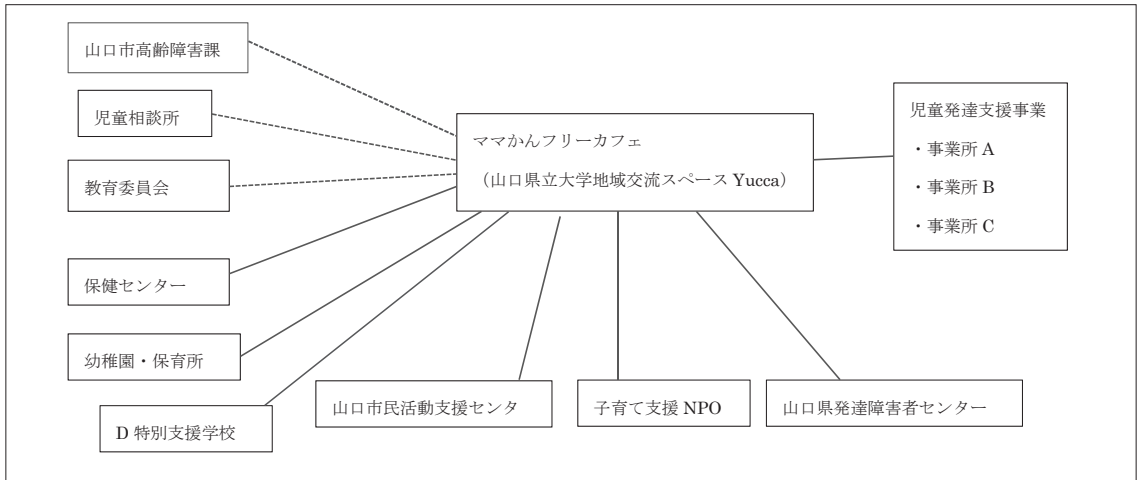 山口市高齢障害課
児童相談所
教育委員会
保健センター
幼稚園・保育所
D 特別支援学校
ママかんフリーカフェ
（山口県立大学地域交流スペース Yucca）
山口市民活動支援センタ
子育て支援 NPO
山口県発達障害者センター
児童発達支援事業
・事業所 A
・事業所 B
・事業所 C